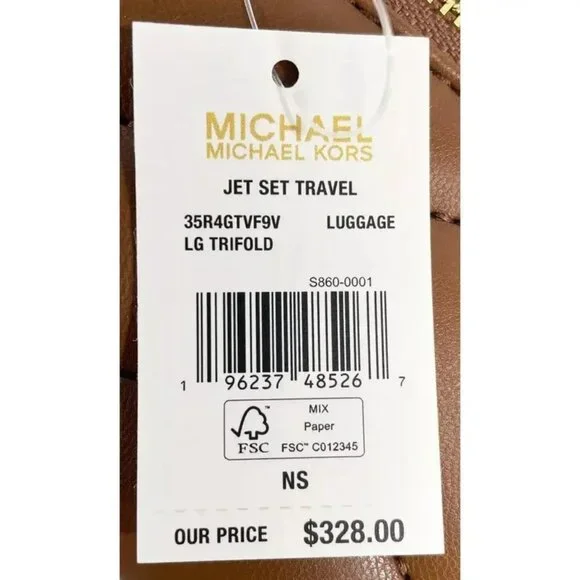 MICHAEL
MICHAEL KORS
JET SET TRAVEL
35R4GTVF9V LUGGAGE
LG TRIFOLD
S860-0001
1 96237 48526 7
FSC™
MIX
Paper
FSC™ C012345
NS
OUR PRICE $328.00